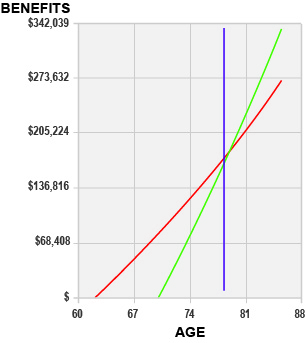 BENEFITS
$342,039
$273,632
$205,224
$136,816
$68,408
$
60 67 74 81 88
AGE